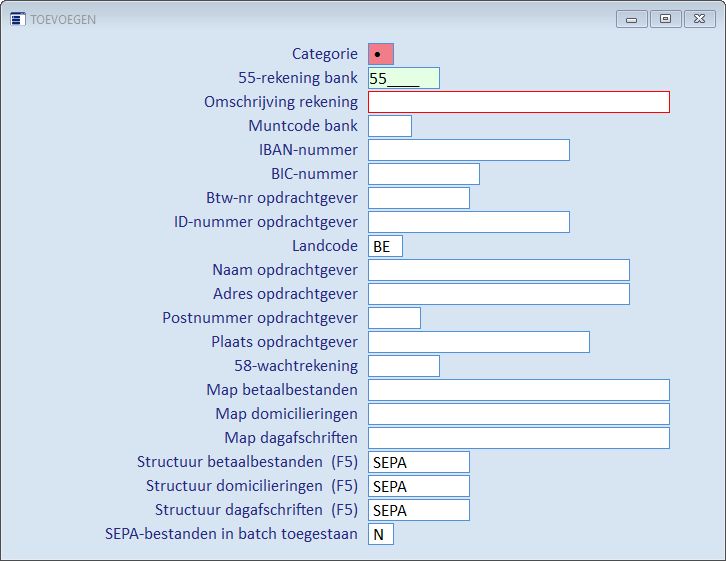 TOEVOEGEN
Categorie •
55-rekening bank 55____
Omschrijving rekening
Muntcode bank
IBAN-nummer
BIC-nummer
Btw-nr opdrachtgever
ID-nummer opdrachtgever
Landcode BE
Naam opdrachtgever
Adres opdrachtgever
Postnummer opdrachtgever
Plaats opdrachtgever
58-wachtrekening
Map betaalbestanden
Map domicilieringen
Map dagafschriften
Structuur betaalbestanden (F5) SEPA
Structuur domicilieringen (F5) SEPA
Structuur dagafschriften (F5) SEPA
SEPA-bestanden in batch toegestaan N